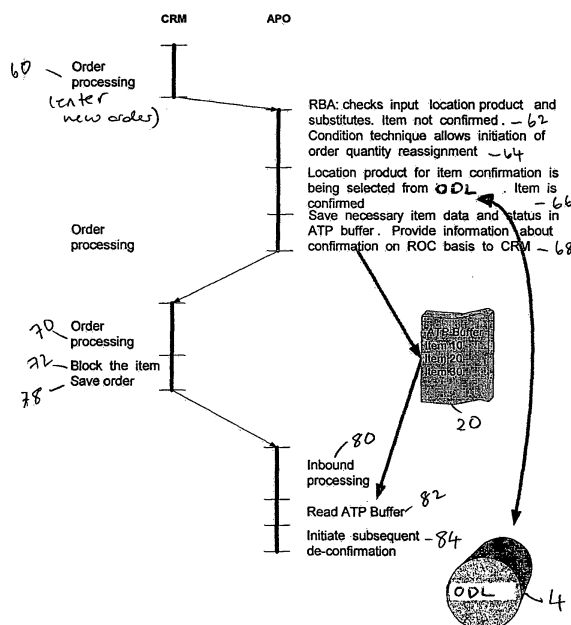 CRM APO
60 Order
processing
(enter
new order)
RBA: checks input location product and
substitutes. Item not confirmed. – 62
Condition technique allows initiation of
order quantity reassignment – 64
Location product for item confirmation is
being selected from ODL . Item is
confirmed – 66
Save necessary item data and status in
ATP buffer. Provide information about
confirmation on ROC basis to CRM – 68
Order
processing
70 Order
processing
72 Block the item
78 Save order
ATP Buffer
Item 10
Item 20
Item 30
20
80
Inbound
processing
Read ATP Buffer 82
Initiate subsequent – 84
de-confirmation
ODL
4